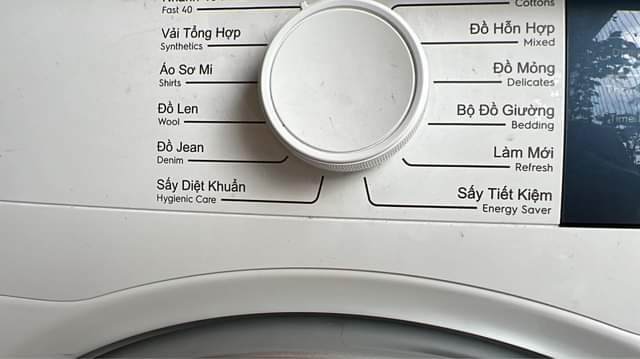 Fast 40
Vải Tổng Hợp
Synthetics
Áo Sơ Mi
Shirts
Đồ Len
Wool
Đồ Jean
Denim
Sấy Diệt Khuẩn
Hygienic Care
Cottons
Đồ Hỗn Hợp
Mixed
Đồ Mỏng
Delicates
Bộ Đồ Giường
Bedding
Làm Mới
Refresh
Sấy Tiết Kiệm
Energy Saver
Time